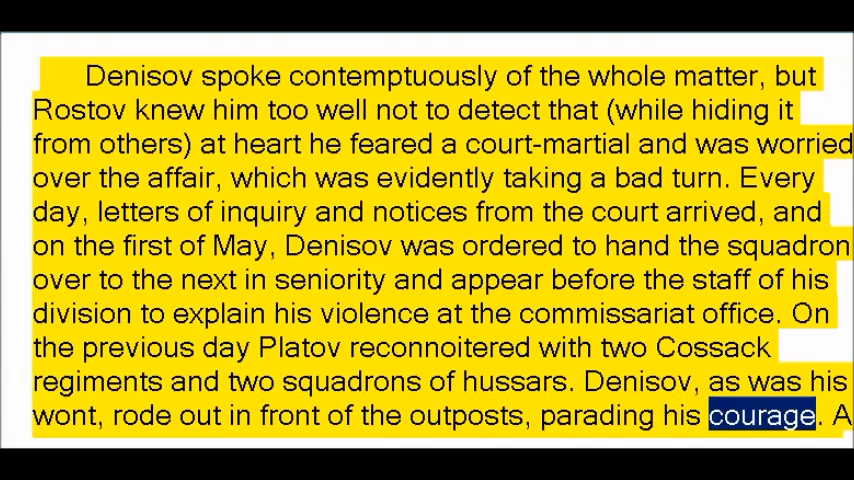 Denisov spoke contemptuously of the whole matter, but
Rostov knew him too well not to detect that (while hiding it
from others) at heart he feared a court-martial and was worried
over the affair, which was evidently taking a bad turn. Every
day, letters of inquiry and notices from the court arrived, and
on the first of May, Denisov was ordered to hand the squadron
over to the next in seniority and appear before the staff of his
division to explain his violence at the commissariat office. On
the previous day Platov reconnoitered with two Cossack
regiments and two squadrons of hussars. Denisov, as was his
wont, rode out in front of the outposts, parading his courage. A